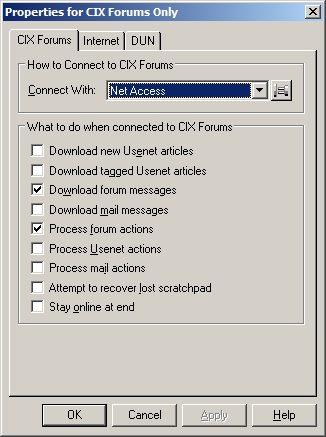 Properties for CIX Forums Only
CIX Forums Internet DUN
How to Connect to CIX Forums
Connect With: Net Access
What to do when connected to CIX Forums
Download new Usenet articles
Download tagged Usenet articles
Download forum messages
Download mail messages
Process forum actions
Process Usenet actions
Process mail actions
Attempt to recover lost scratchpad
Stay online at end
OK Cancel Apply Help